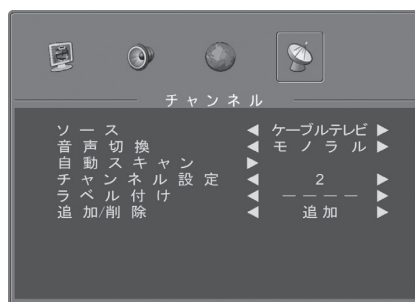 チャンネル
ソース ◀ ケーブルテレビ ▶
音声切換 ◀ モノラル ▶
自動スキャン ▶
チャンネル設定 ◀ 2 ▶
ラベル付け ◀ ---- ▶
追加/削除 ◀ 追加 ▶